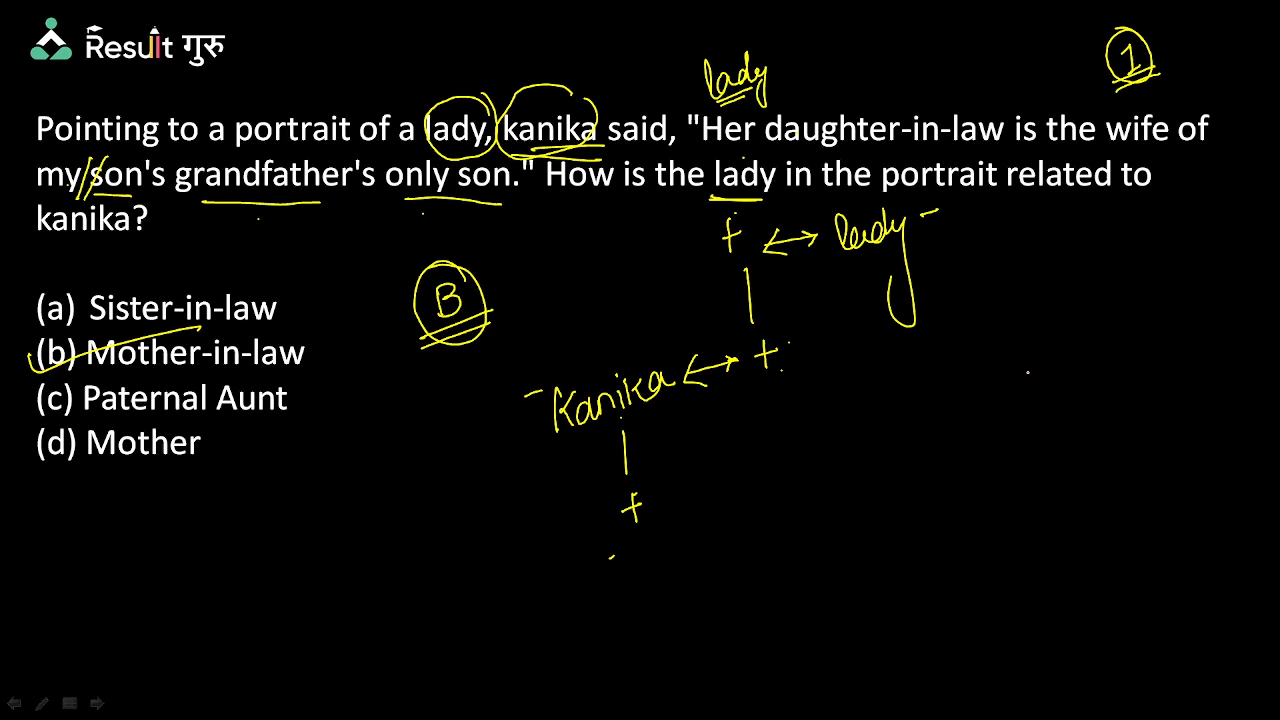 Result गुरु
1
lady
Pointing to a portrait of a lady, kanika said, "Her daughter-in-law is the wife of
my son's grandfather's only son." How is the lady in the portrait related to
kanika?
+ ↔ lady -
(a) Sister-in-law
B
(b) Mother-in-law
- Kanika ↔ +
(c) Paternal Aunt
(d) Mother
+